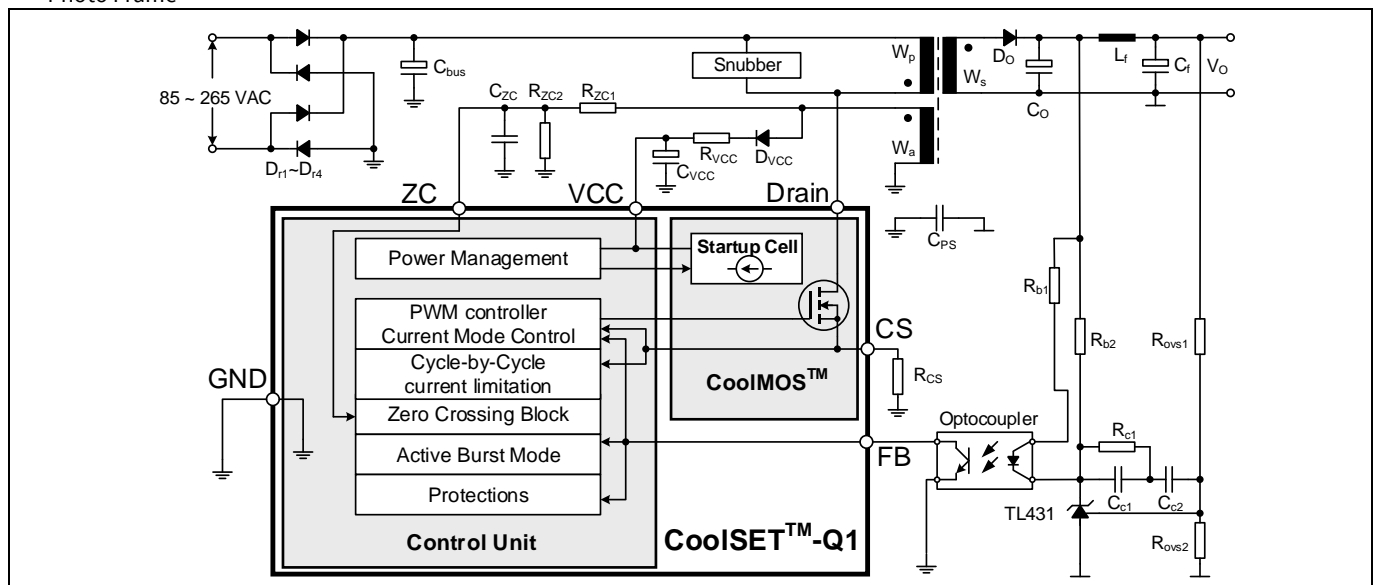 Photo Frame
85 ~ 265 VAC
Dr1~Dr4
Cbus
Snubber
Wp
Ws
Wa
DO
CO
Lf
Cf
VO
CZC
RZC2
RZC1
CVCC
RVCC
DVCC
ZC
VCC
Drain
CPS
Power Management
Startup Cell
PWM controller
Current Mode Control
Cycle-by-Cycle
current limitation
Zero Crossing Block
Active Burst Mode
Protections
Control Unit
CoolMOS™
CoolSET™-Q1
GND
CS
RCS
FB
Optocoupler
Rb1
Rb2
Rovs1
Rc1
Cc1
Cc2
TL431
Rovs2